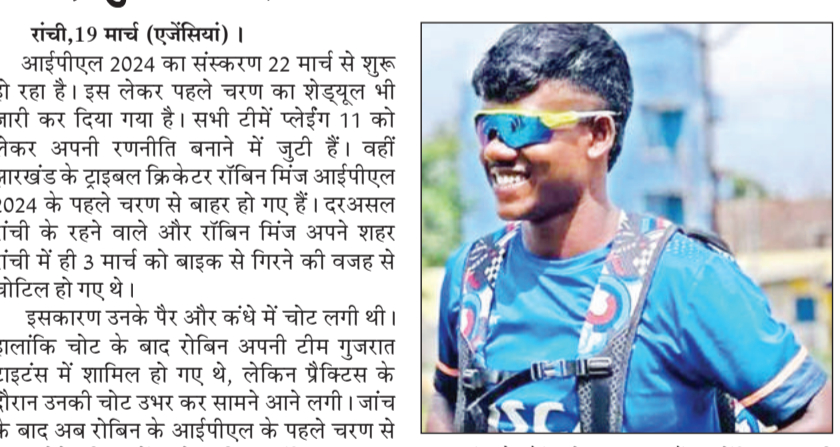 रांची,19 मार्च (एजेंसियां) ।
आईपीएल 2024 का संस्करण 22 मार्च से शुरू
हो रहा है। इस लेकर पहले चरण का शेड्यूल भी
जारी कर दिया गया है। सभी टीमें प्लेईंग 11 को
लेकर अपनी रणनीति बनाने में जुटी हैं। वहीं
झारखंड के ट्राइबल क्रिकेटर रॉबिन मिंज आईपीएल
2024 के पहले चरण से बाहर हो गए हैं। दरअसल
रांची के रहने वाले और रॉबिन मिंज अपने शहर
रांची में ही 3 मार्च को बाइक से गिरने की वजह से
चोटिल हो गए थे।
इसकारण उनके पैर और कंधे में चोट लगी थी।
हालांकि चोट के बाद रोबिन अपनी टीम गुजरात
टाइटंस में शामिल हो गए थे, लेकिन प्रैक्टिस के
दौरान उनकी चोट उभर कर सामने आने लगी। जांच
के बाद अब रोबिन के आईपीएल के पहले चरण से